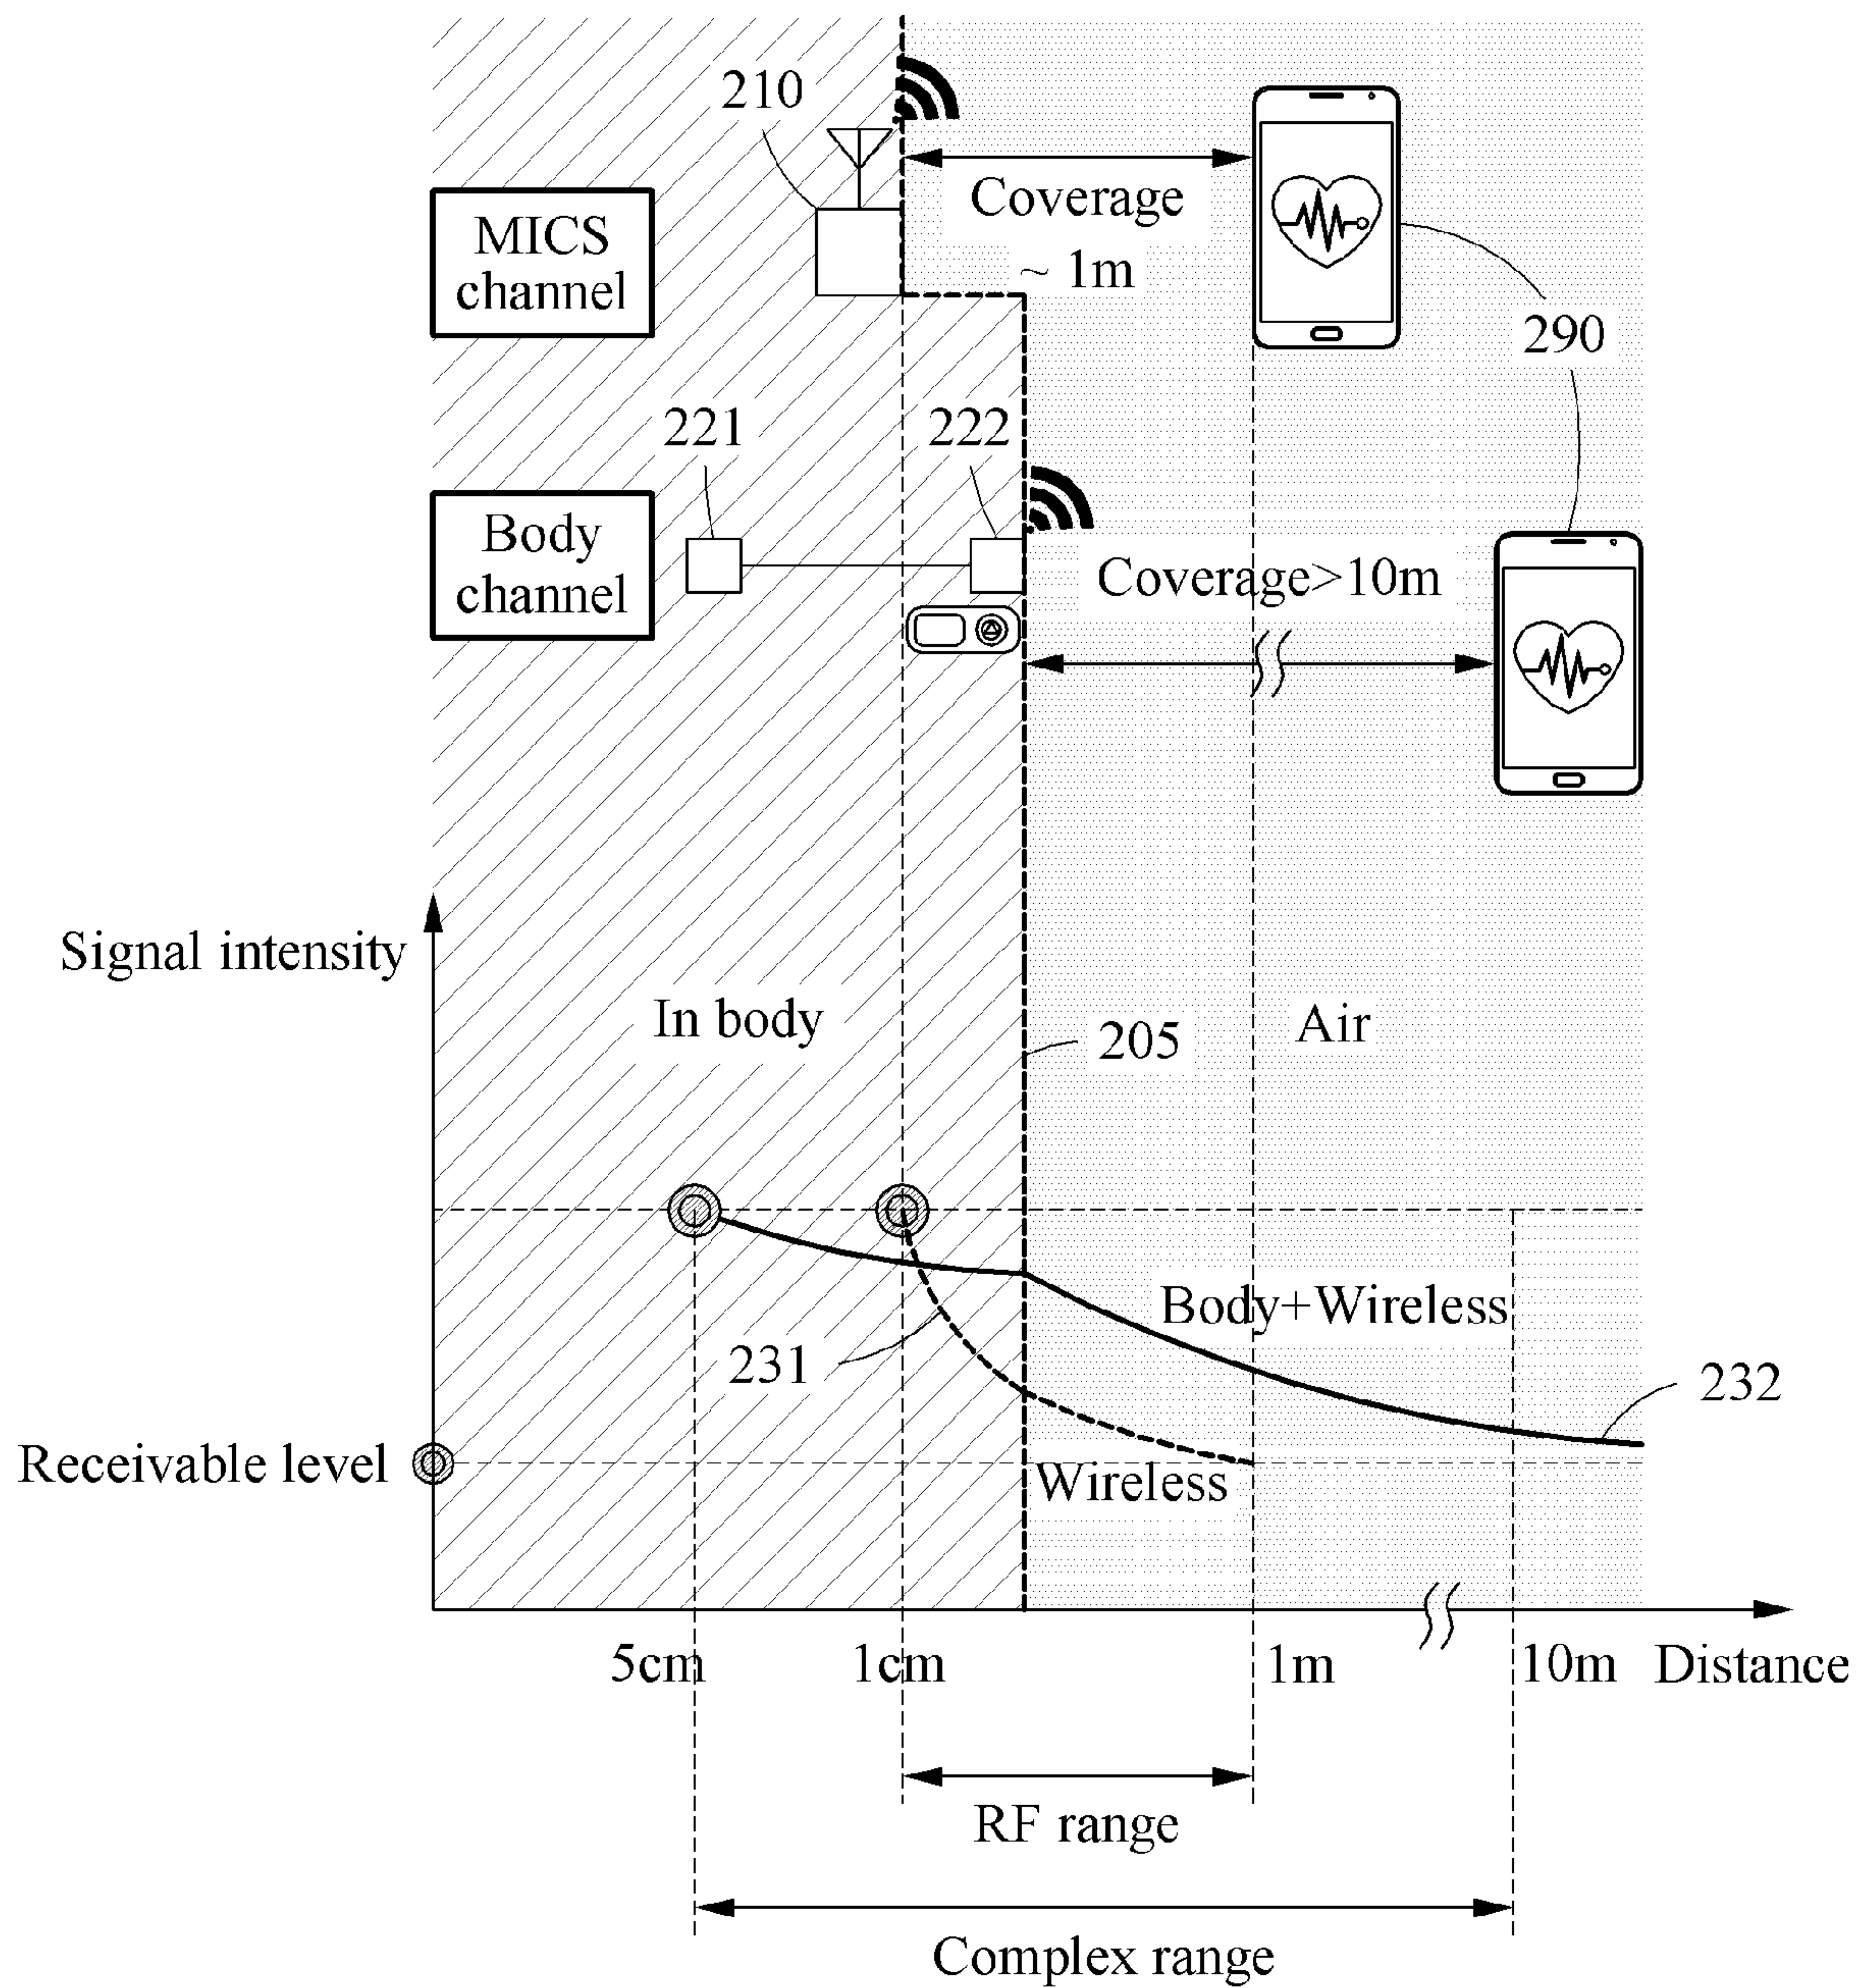 210
Coverage
~ 1m
MICS
channel
290
221
222
Body
channel
Coverage>10m
Signal intensity
In body
205
Air
Body+Wireless
231
232
Receivable level
Wireless
5cm
1cm
1m
10m
Distance
RF range
Complex range